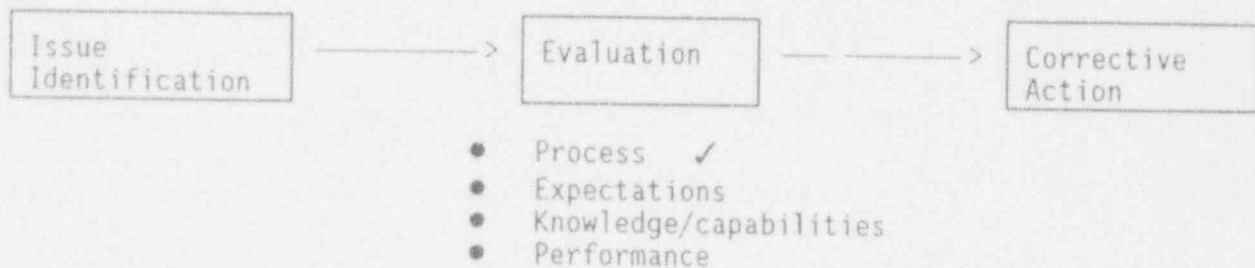 Issue
Identification
Evaluation
Corrective
Action
● Process ✓
● Expectations
● Knowledge/capabilities
● Performance